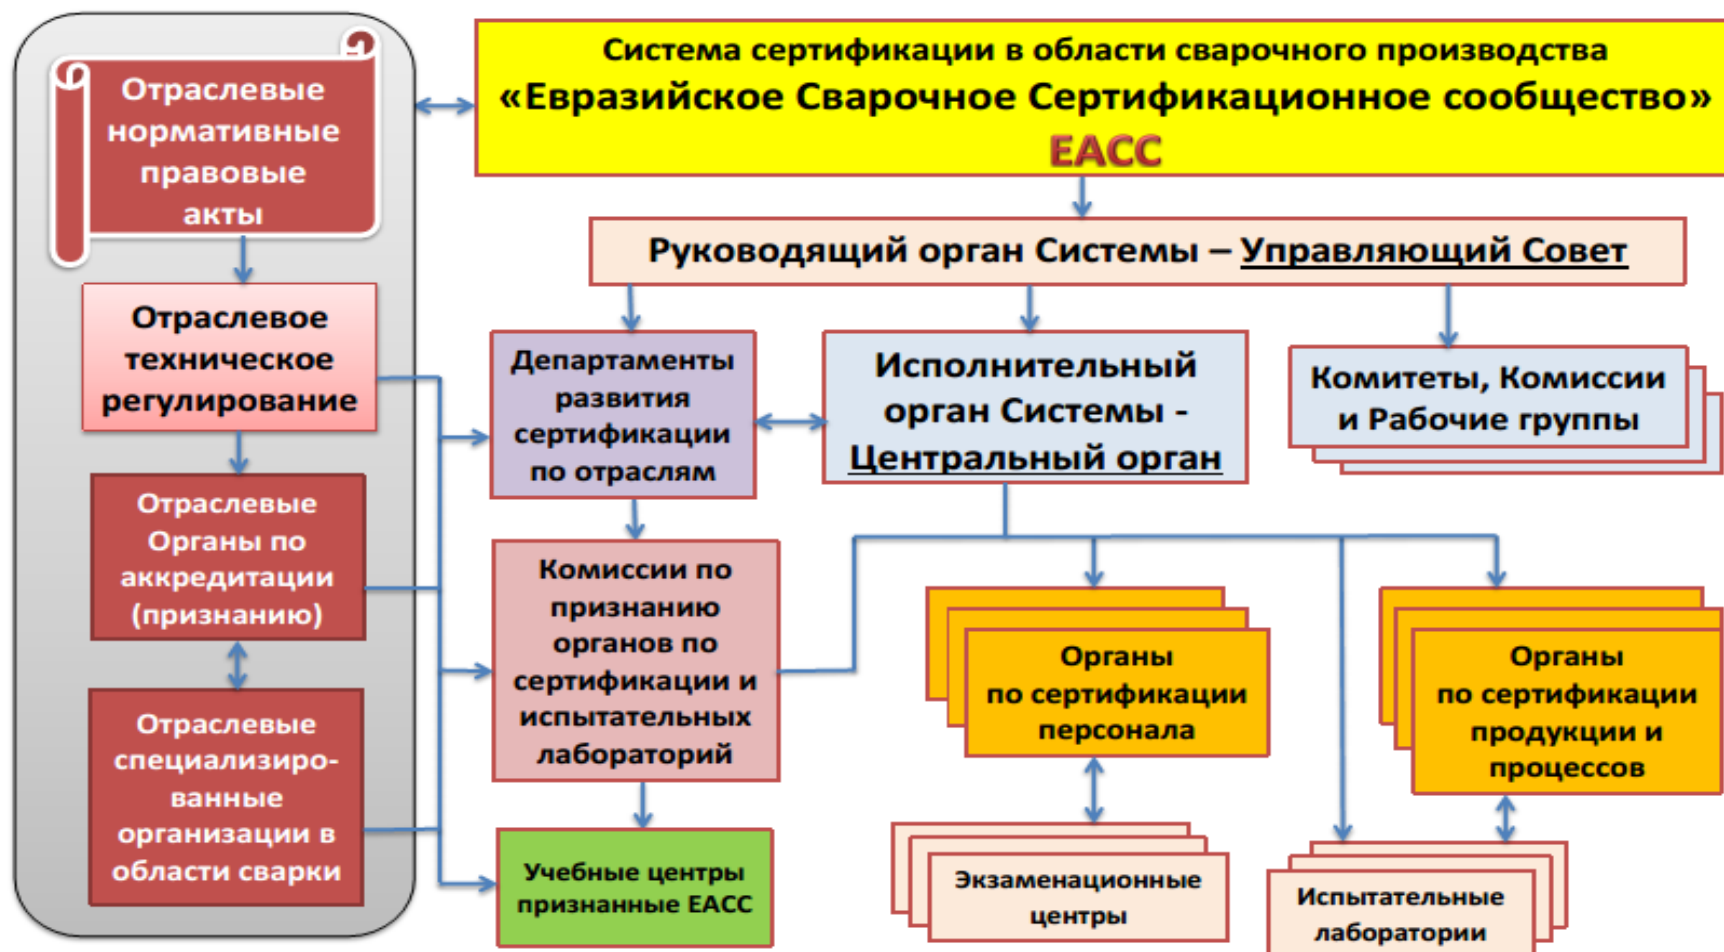 Отраслевые
нормативные
правовые
акты
Система сертификации в области сварочного производства
«Евразийское Сварочное Сертификационное сообщество»
ЕАСС
Руководящий орган Системы – Управляющий Совет
Отраслевое
техническое
регулирование
Департаменты
развития
сертификации
по отраслям
Исполнительный
орган Системы -
Центральный орган
Комитеты, Комиссии
и Рабочие группы
Отраслевые
Органы по
аккредитации
(признанию)
Комиссии по
признанию
органов по
сертификации и
испытательных
лабораторий
Органы
по сертификации
персонала
Органы
по сертификации
продукции и
процессов
Отраслевые
специализиро-
ванные
организации в
области сварки
Учебные центры
признанные ЕАСС
Экзаменационные
центры
Испытательные
лаборатории